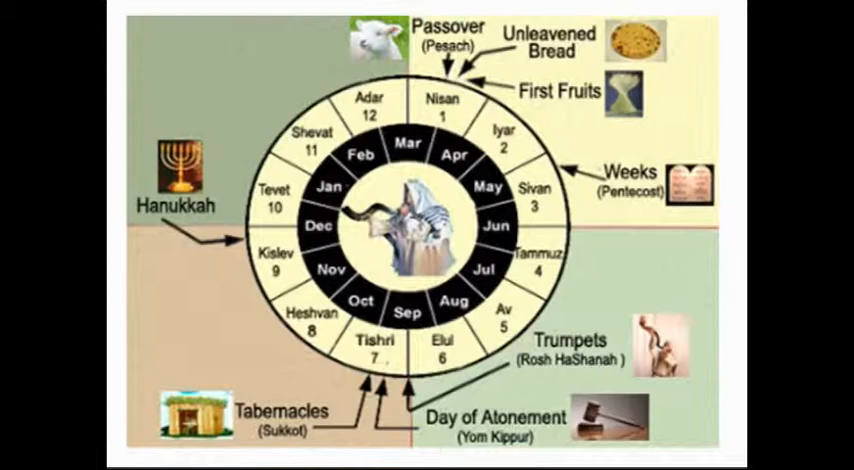 Passover
(Pesach)
Unleavened
Bread
First Fruits
Weeks
(Pentecost)
Hanukkah
Nisan
1
Iyar
2
Sivan
3
Tammuz
4
Av
5
Elul
6
Tishri
7
Heshvan
8
Kislev
9
Tevet
10
Shevat
11
Adar
12
Mar
Apr
May
Jun
Jul
Aug
Sep
Oct
Nov
Dec
Jan
Feb
Trumpets
(Rosh HaShanah )
Tabernacles
(Sukkot)
Day of Atonement
(Yom Kippur)